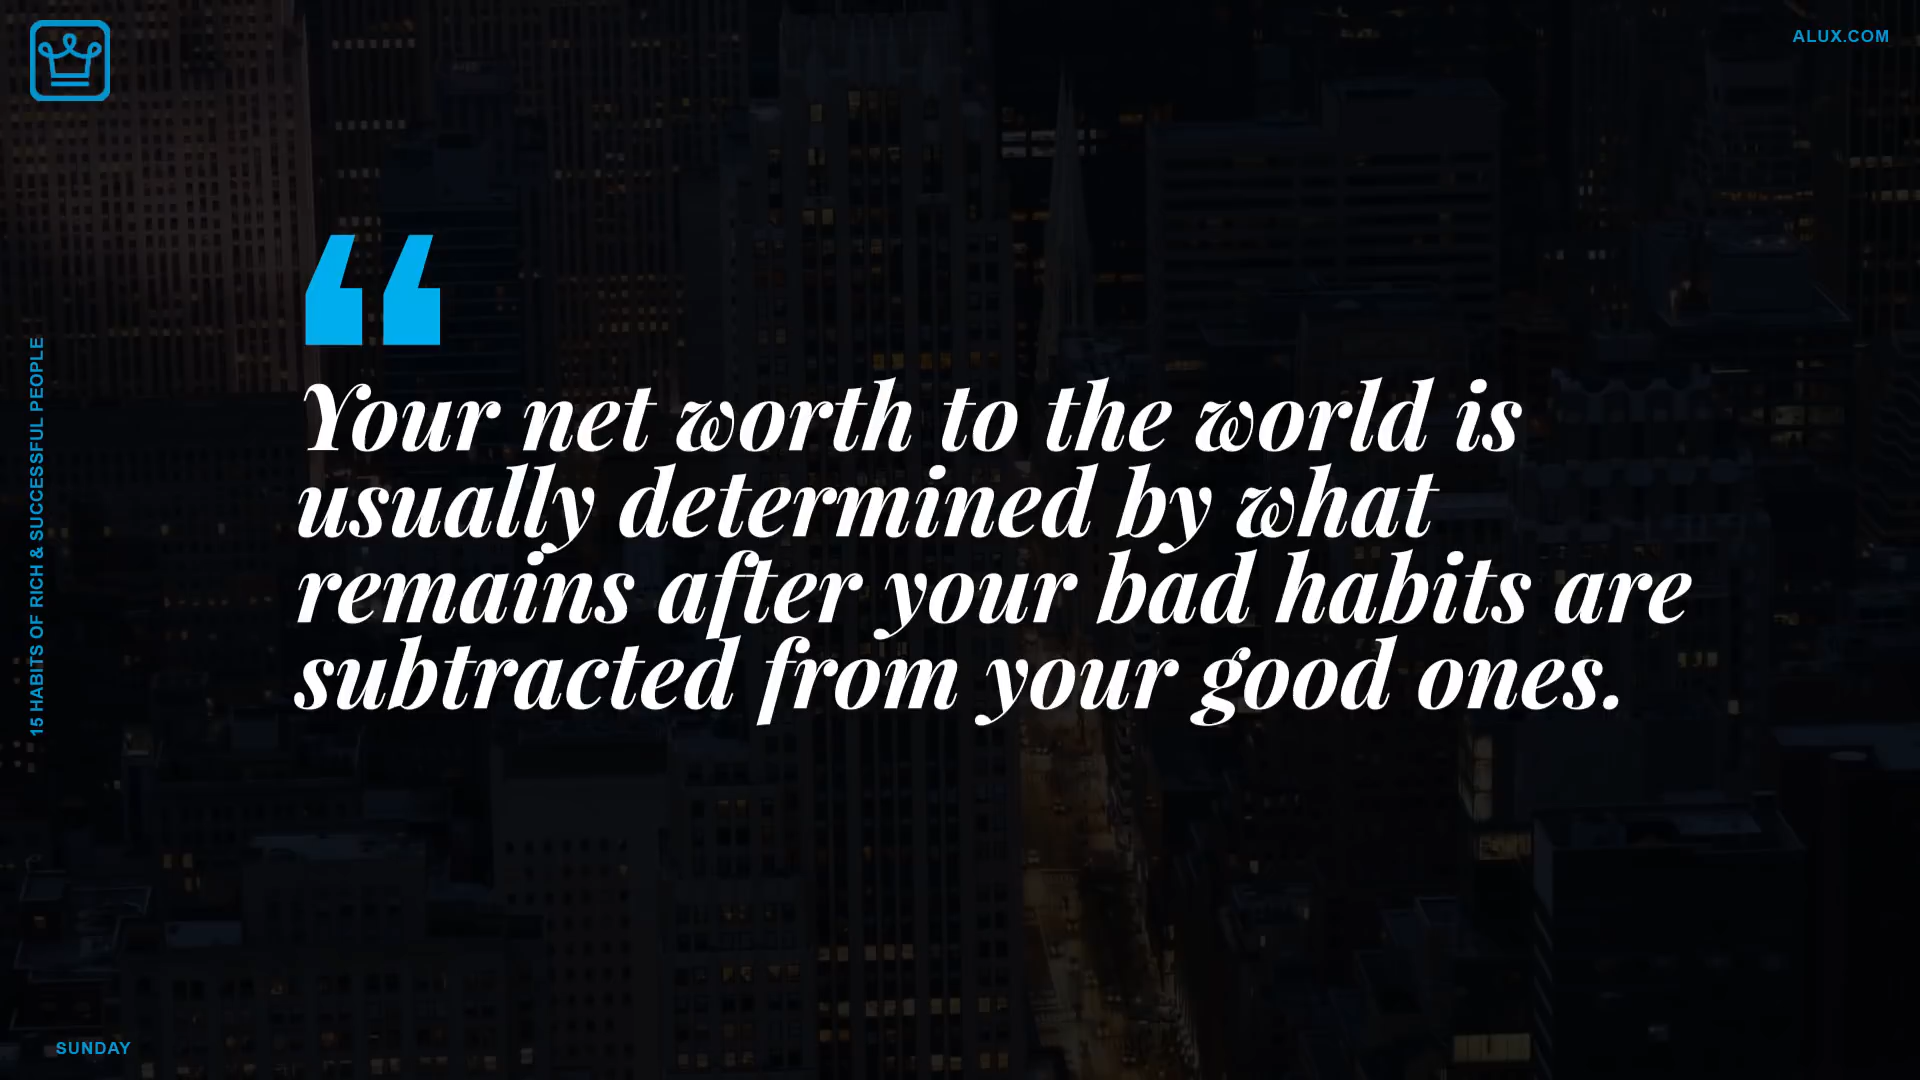 ALUX.COM
“
Your net worth to the world is
usually determined by what
remains after your bad habits are
subtracted from your good ones.
15 HABITS OF RICH & SUCCESSFUL PEOPLE
SUNDAY